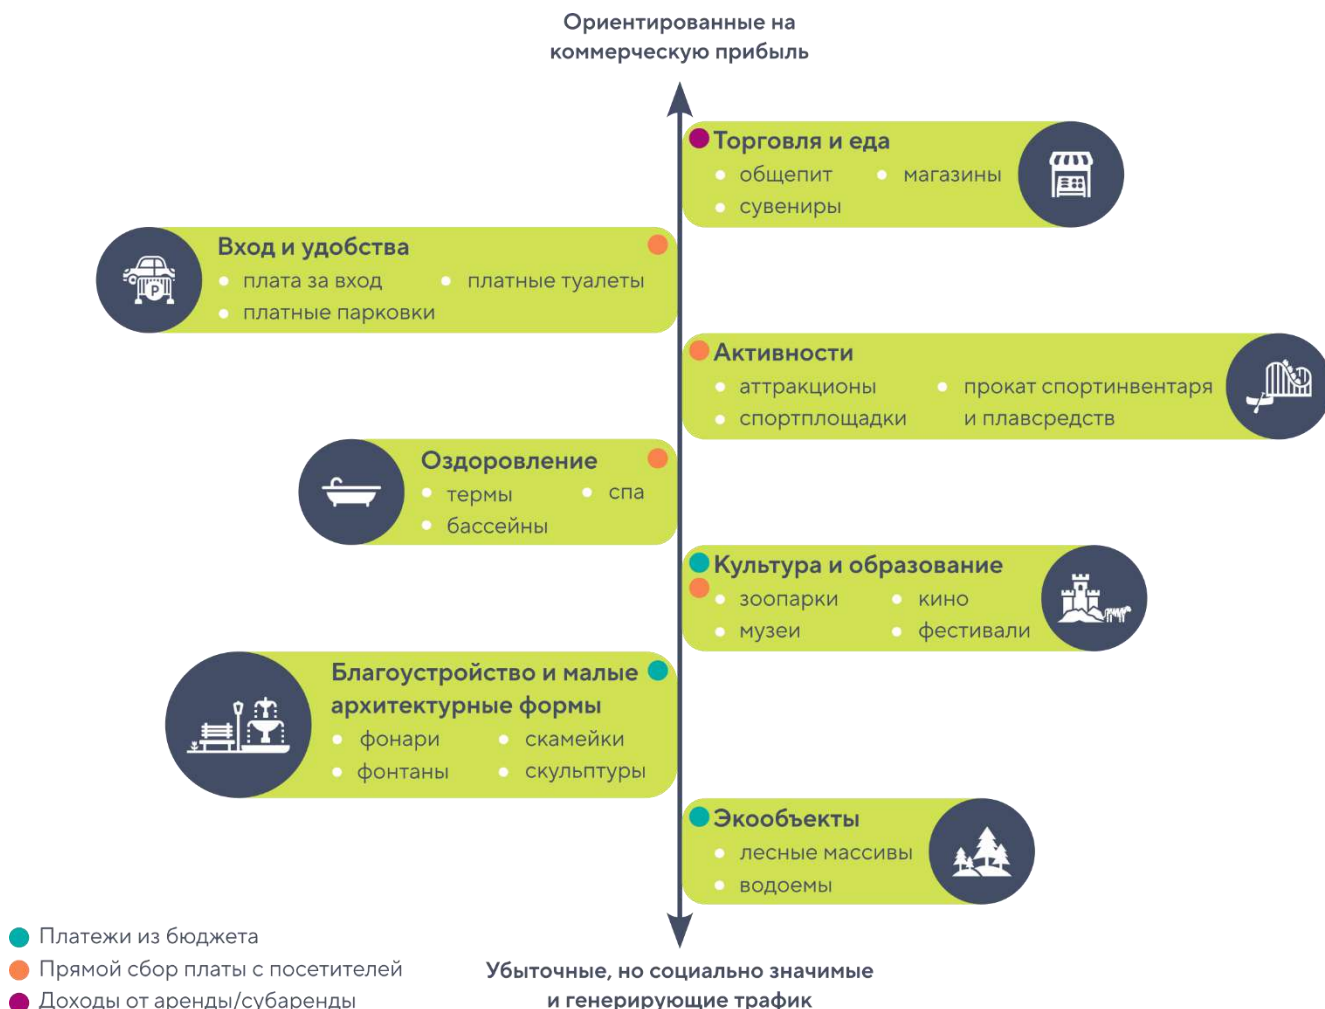 Ориентированные на
коммерческую прибыль
Торговля и еда
общепит
магазины
сувениры
Вход и удобства
плата за вход
платные туалеты
платные парковки
P
Активности
аттракционы
прокат спортинвентаря
спортплощадки
и плавсредств
Оздоровление
термы
спа
бассейны
Культура и образование
зоопарки
кино
музеи
фестивали
Благоустройство и малые
архитектурные формы
фонари
скамейки
фонтаны
скульптуры
Экообъекты
лесные массивы
водоемы
Платежи из бюджета
Прямой сбор платы с посетителей
Доходы от аренды/субаренды
Убыточные, но социально значимые
и генерирующие трафик